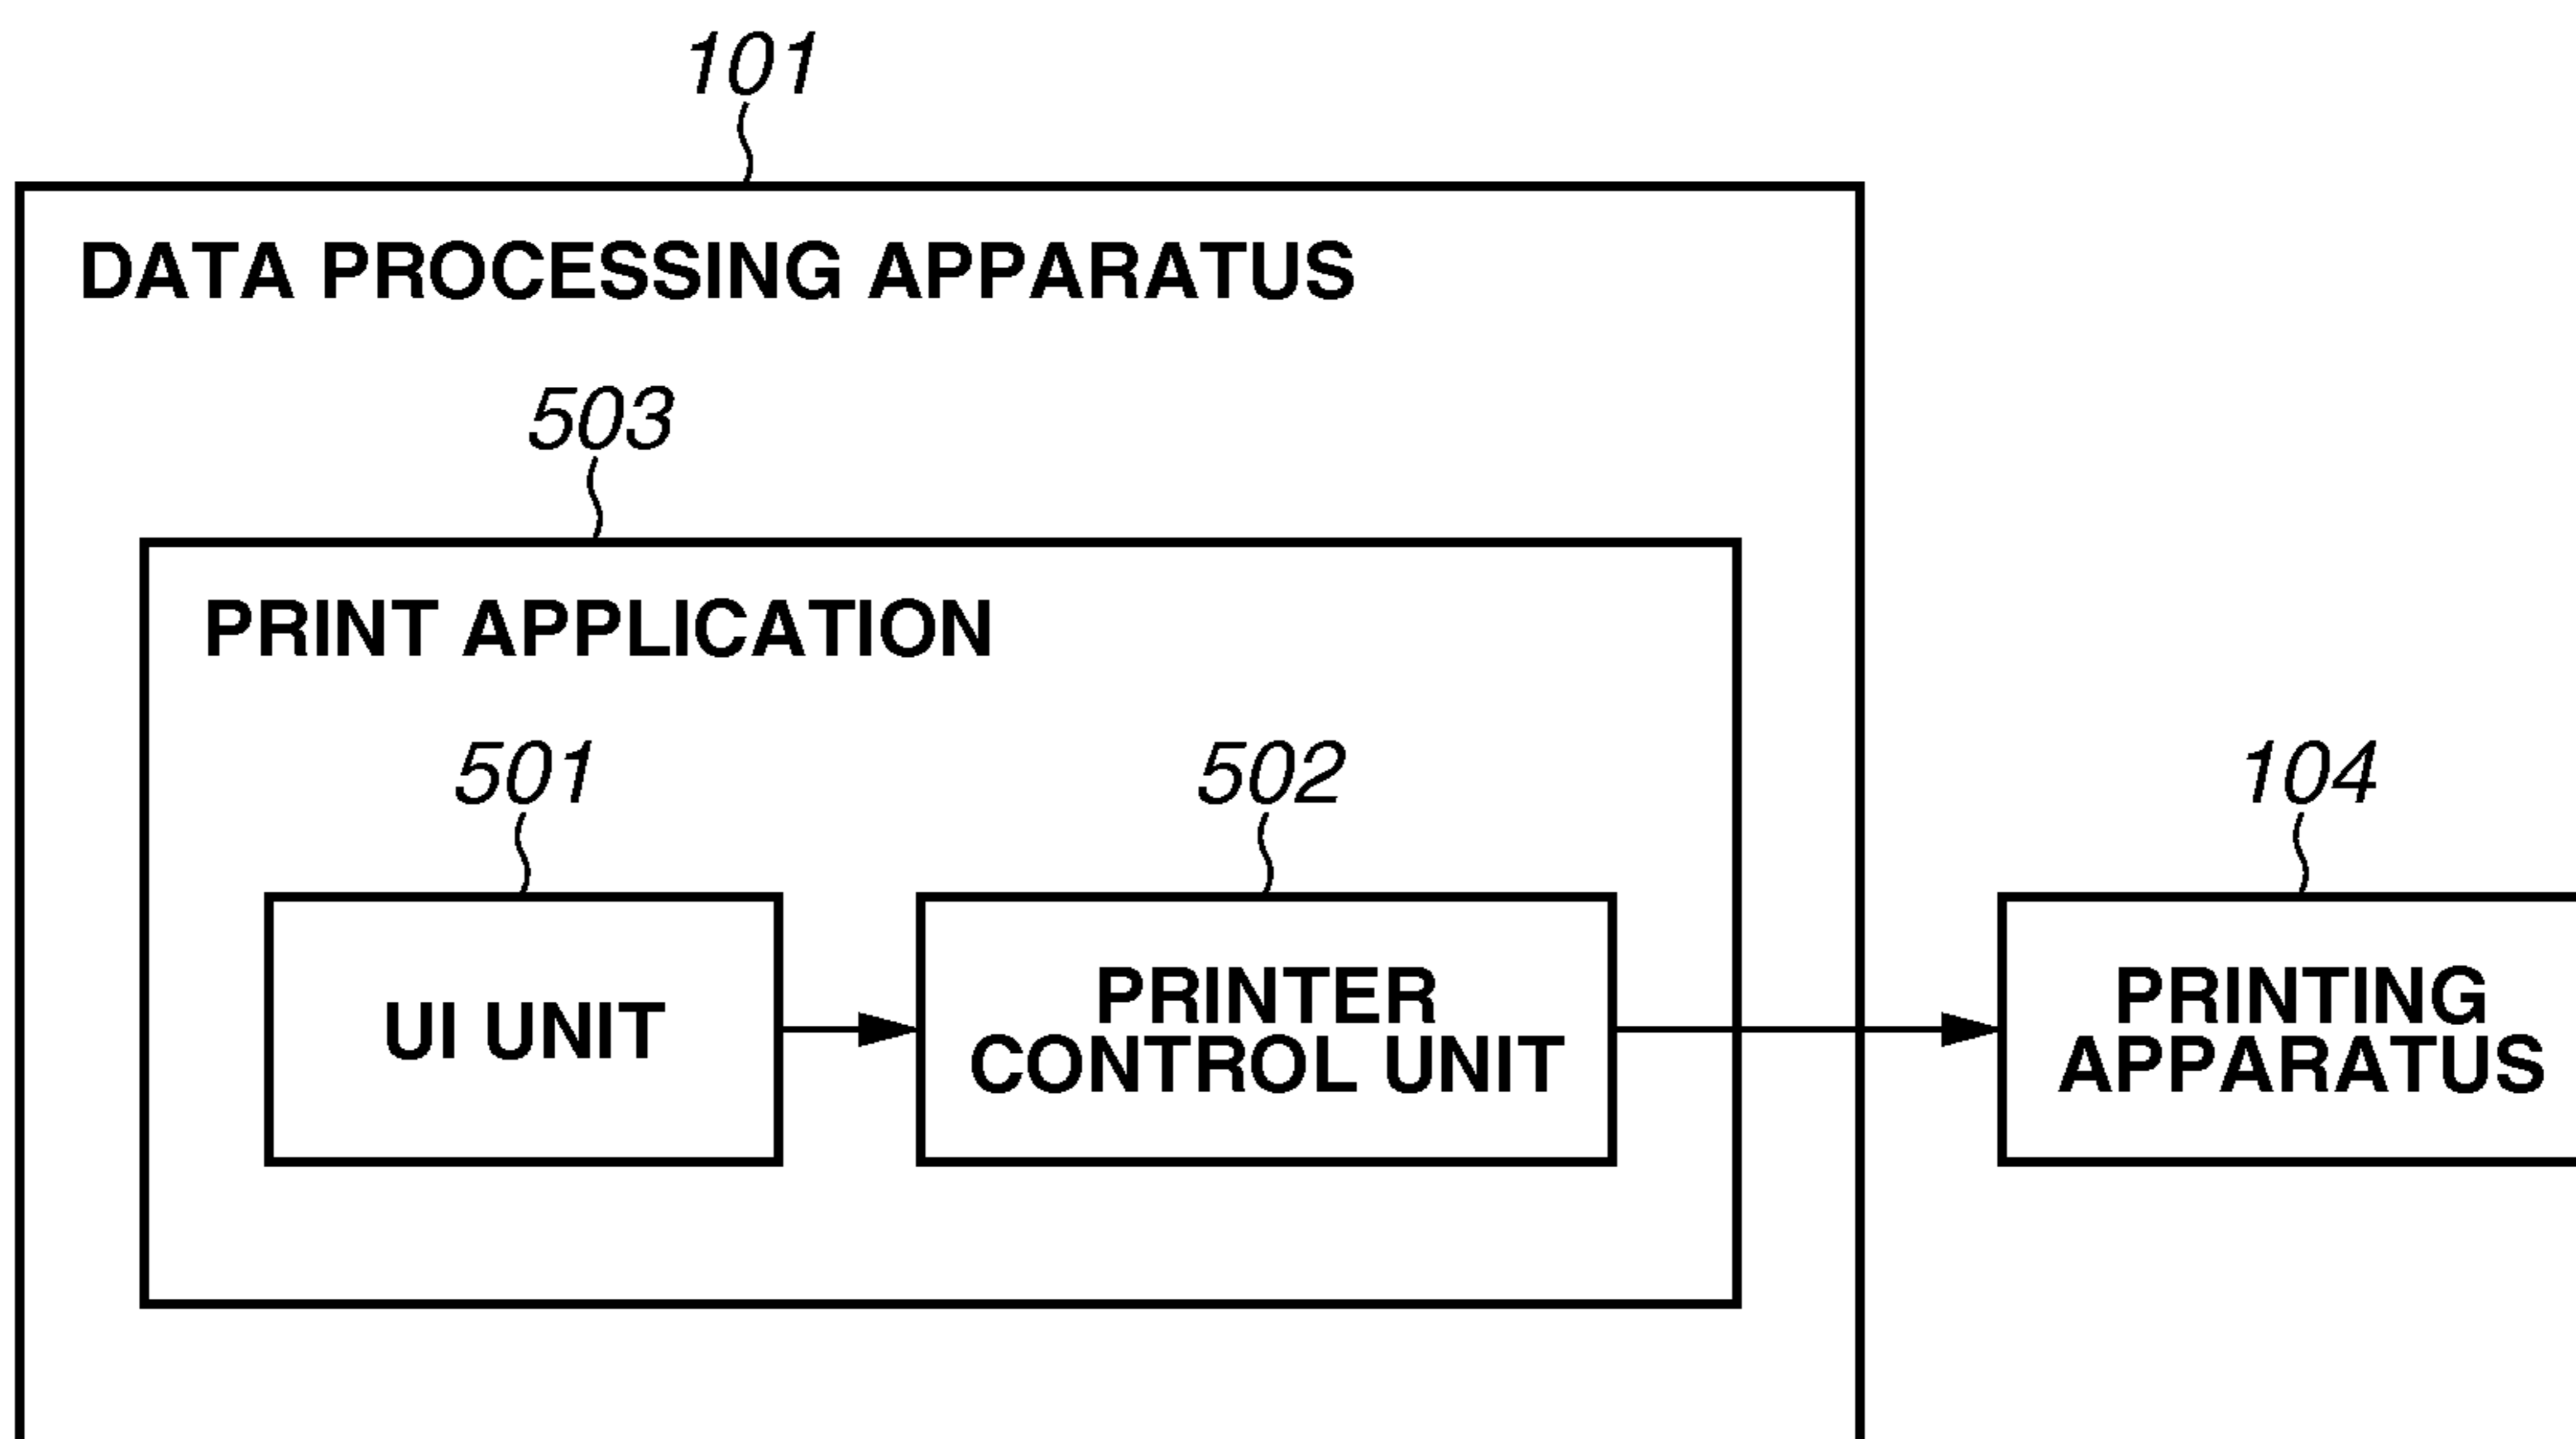 101
DATA PROCESSING APPARATUS
503
PRINT APPLICATION
501
502
104
UI UNIT
PRINTER
CONTROL UNIT
PRINTING
APPARATUS